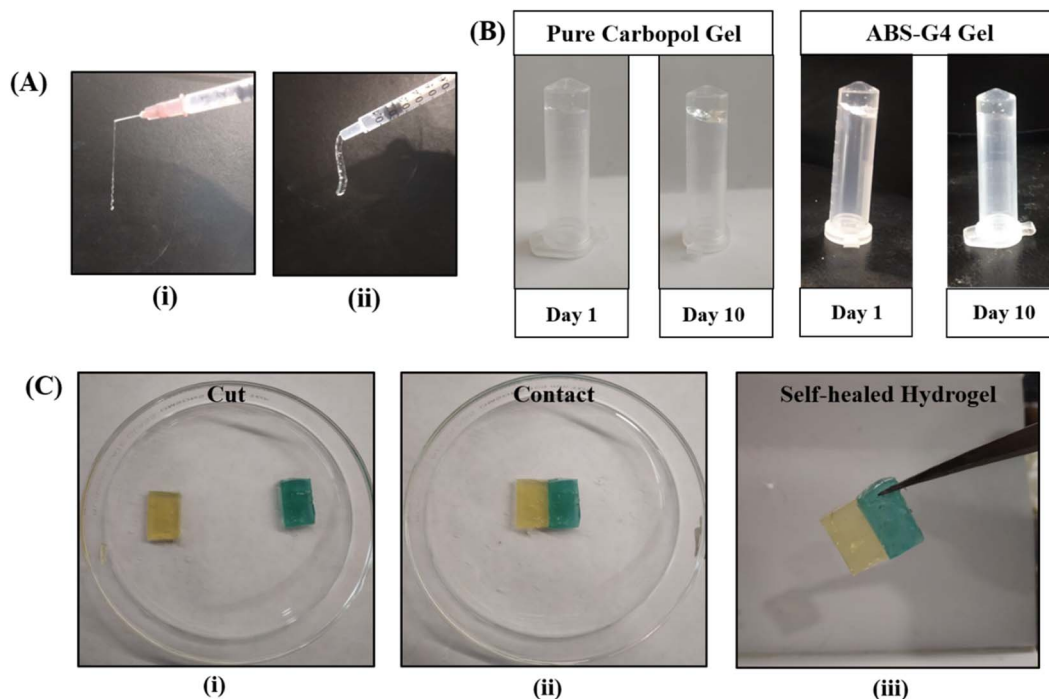 (A)
(i)
(ii)
(B)
Pure Carbopol Gel
ABS-G4 Gel
Day 1
Day 10
Day 1
Day 10
(C)
Cut
Contact
Self-healed Hydrogel
(i)
(ii)
(iii)